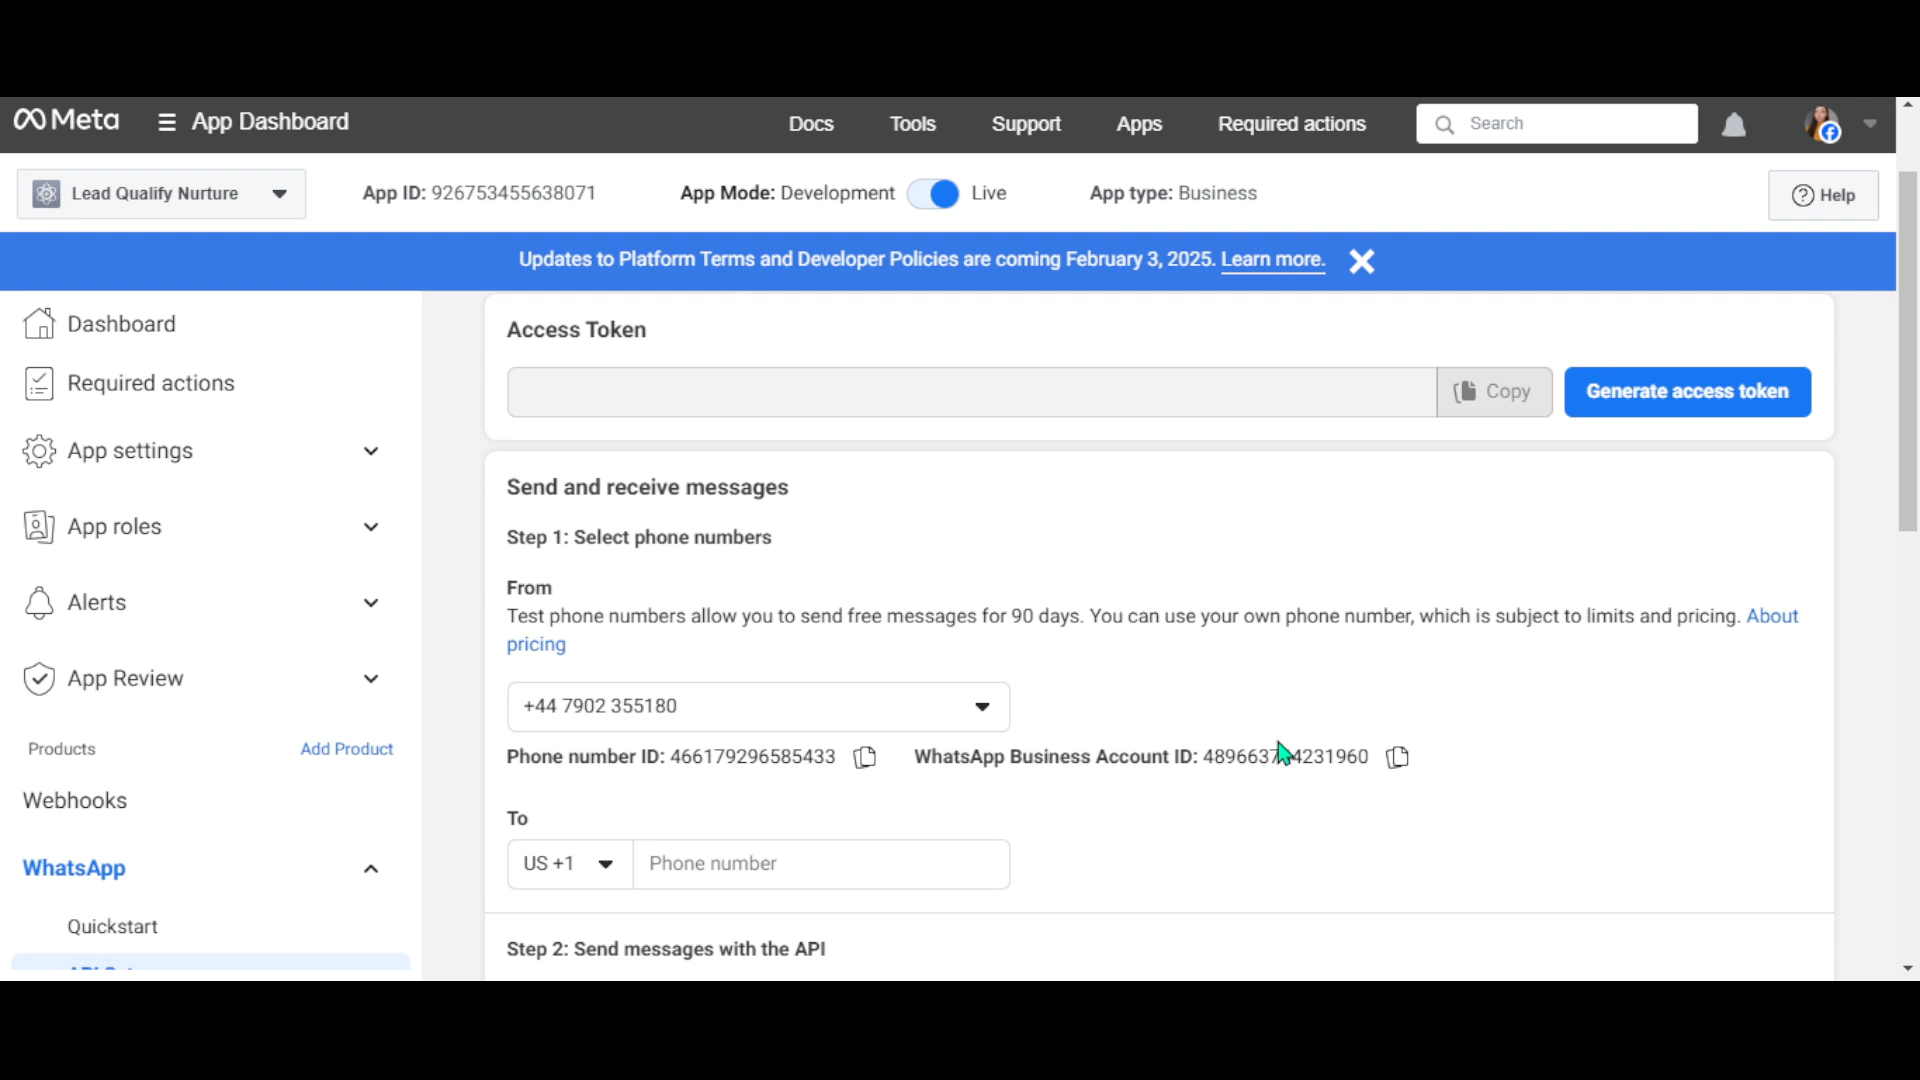 Meta
App Dashboard
Docs
Tools
Support
Apps
Required actions
Search
Lead Qualify Nurture
App ID: 926753455638071
App Mode: Development
Live
App type: Business
Help
Updates to Platform Terms and Developer Policies are coming February 3, 2025. Learn more.
Dashboard
Required actions
App settings
App roles
Alerts
App Review
Products
Add Product
Webhooks
WhatsApp
Quickstart
Access Token
Copy
Generate access token
Send and receive messages
Step 1: Select phone numbers
From
Test phone numbers allow you to send free messages for 90 days. You can use your own phone number, which is subject to limits and pricing. About
pricing
+44 7902 355180
Phone number ID: 466179296585433
WhatsApp Business Account ID:
To
US +1
Phone number
Step 2: Send messages with the API